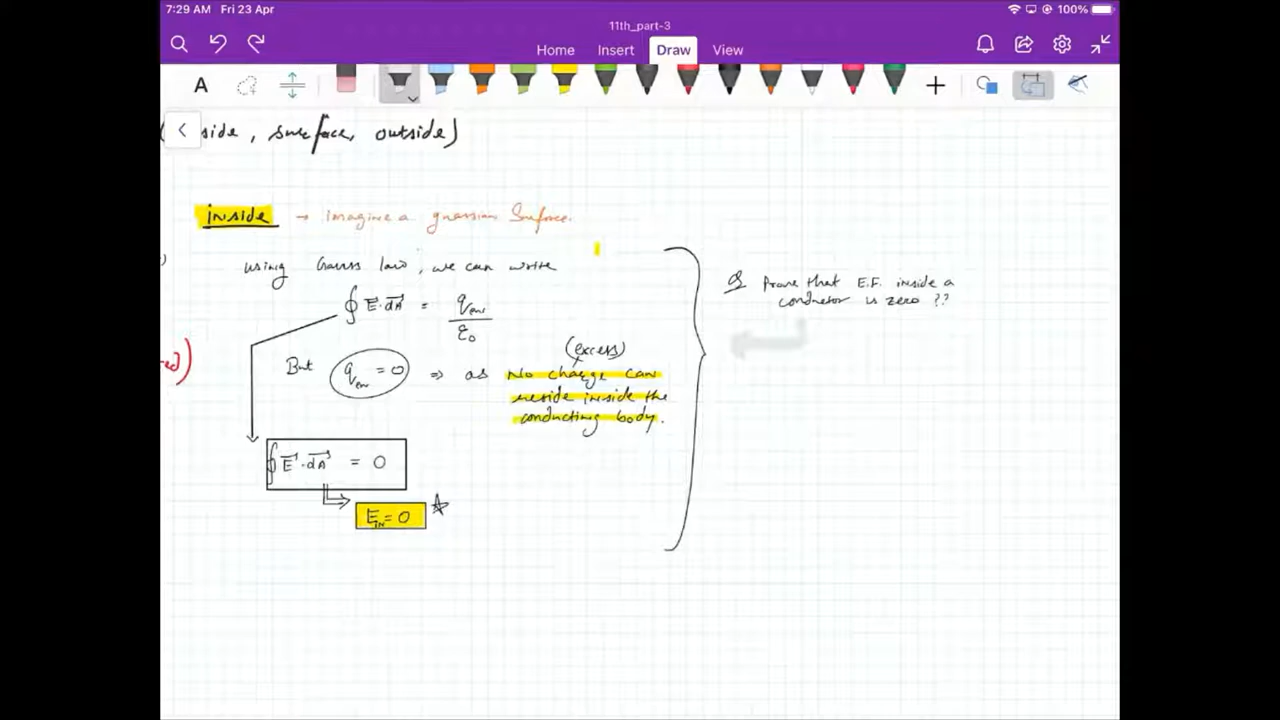 7:29 AM Fri 23 Apr
100%
11th_part-3
Home Insert Draw View
A
side, surface, outside)
inside → imagine a guassian Surface.
using Gauss law, we can write
∮ E⃗·dA⃗ = q_enc / ε₀
But q_enc = 0 ⇒ as
(excess)
No charge can
reside inside the
conducting body.
∮ E⃗·dA⃗ = 0
E_in = 0
Q Prove that E.F. inside a
conductor is zero ??